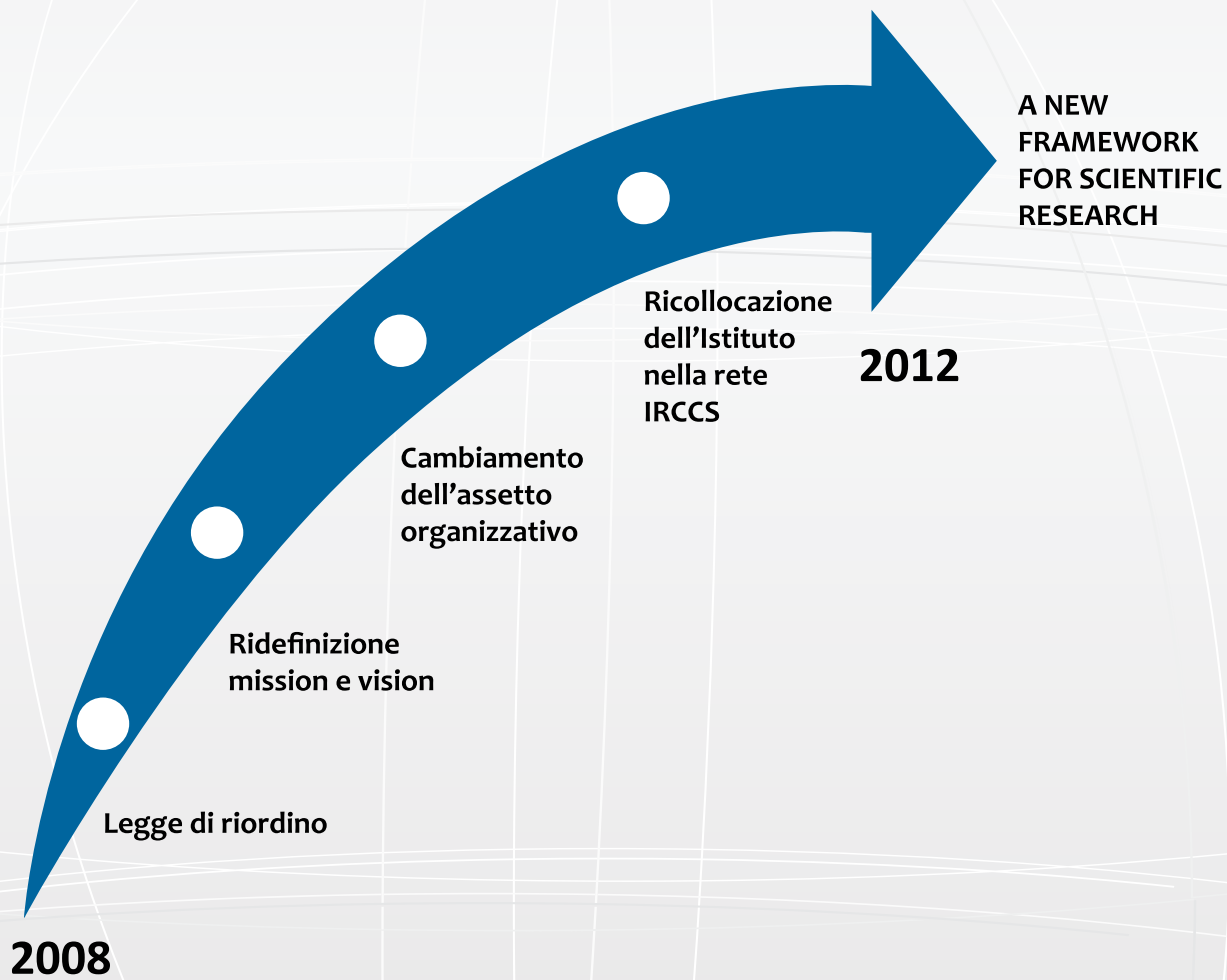 A NEW
FRAMEWORK
FOR SCIENTIFIC
RESEARCH
Ricollocazione
dell’Istituto
nella rete
IRCCS
2012
Cambiamento
dell’assetto
organizzativo
Ridefinizione
mission e vision
Legge di riordino
2008